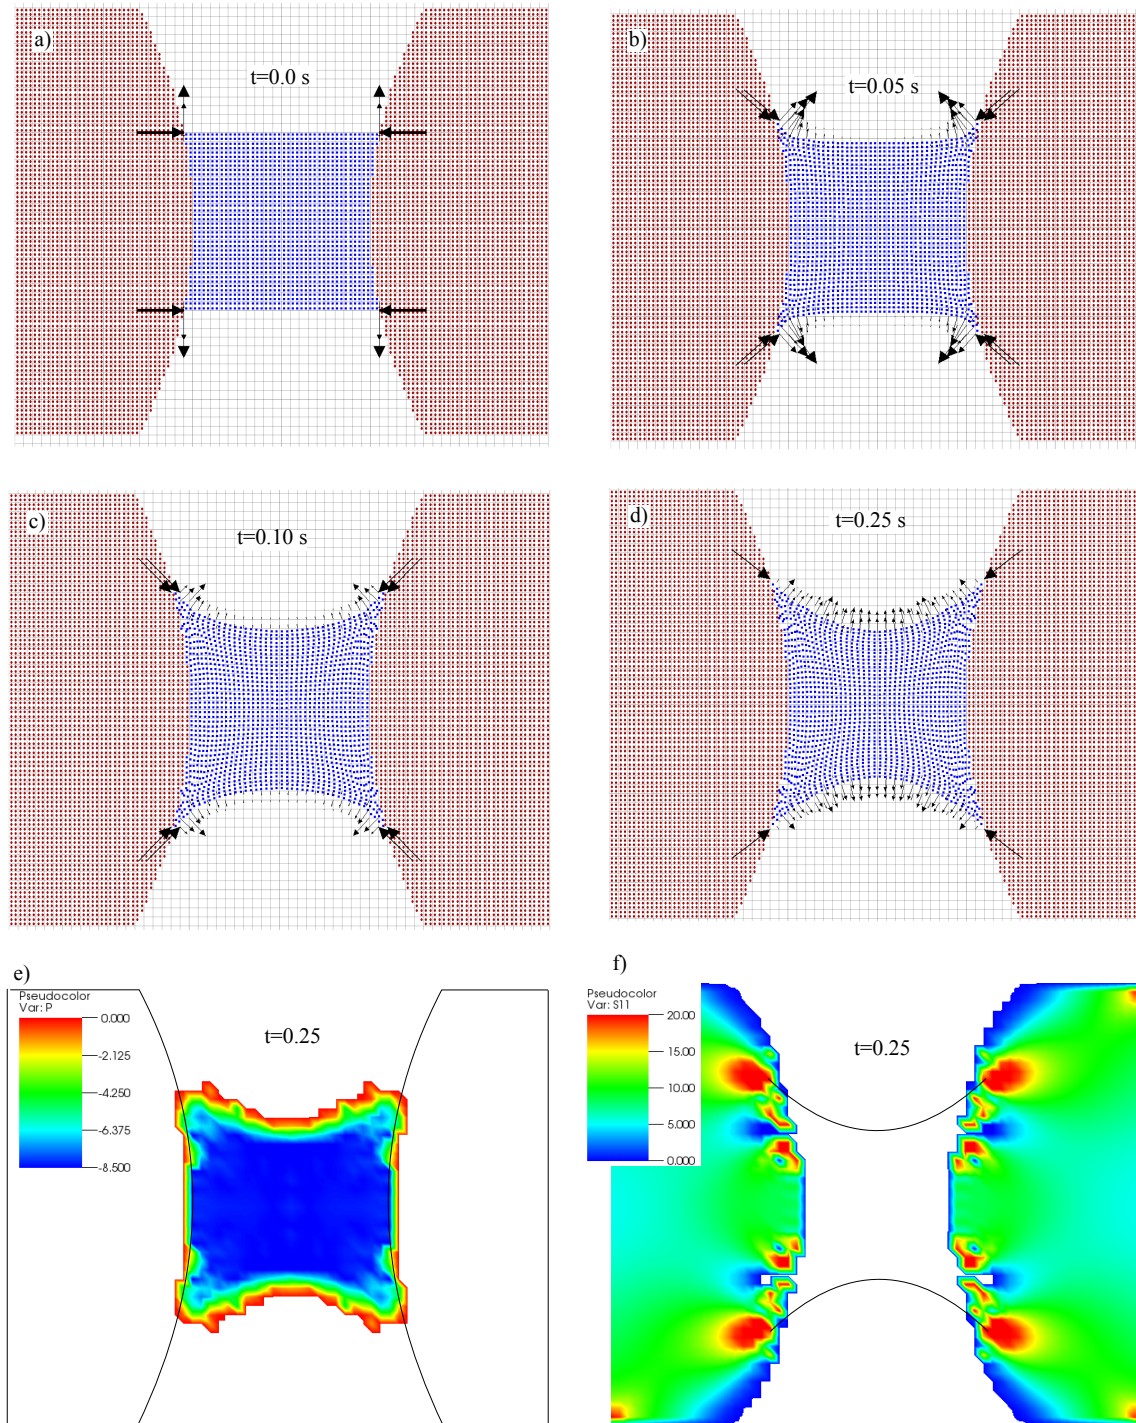 a)
t=0.0 s
b)
t=0.05 s
c)
t=0.10 s
d)
t=0.25 s
e)
Pseudocolor
Var: P
0.000
-2.125
-4.250
-6.375
-8.500
t=0.25
f)
Pseudocolor
Var: S11
20.00
15.00
10.00
5.000
0.000
t=0.25